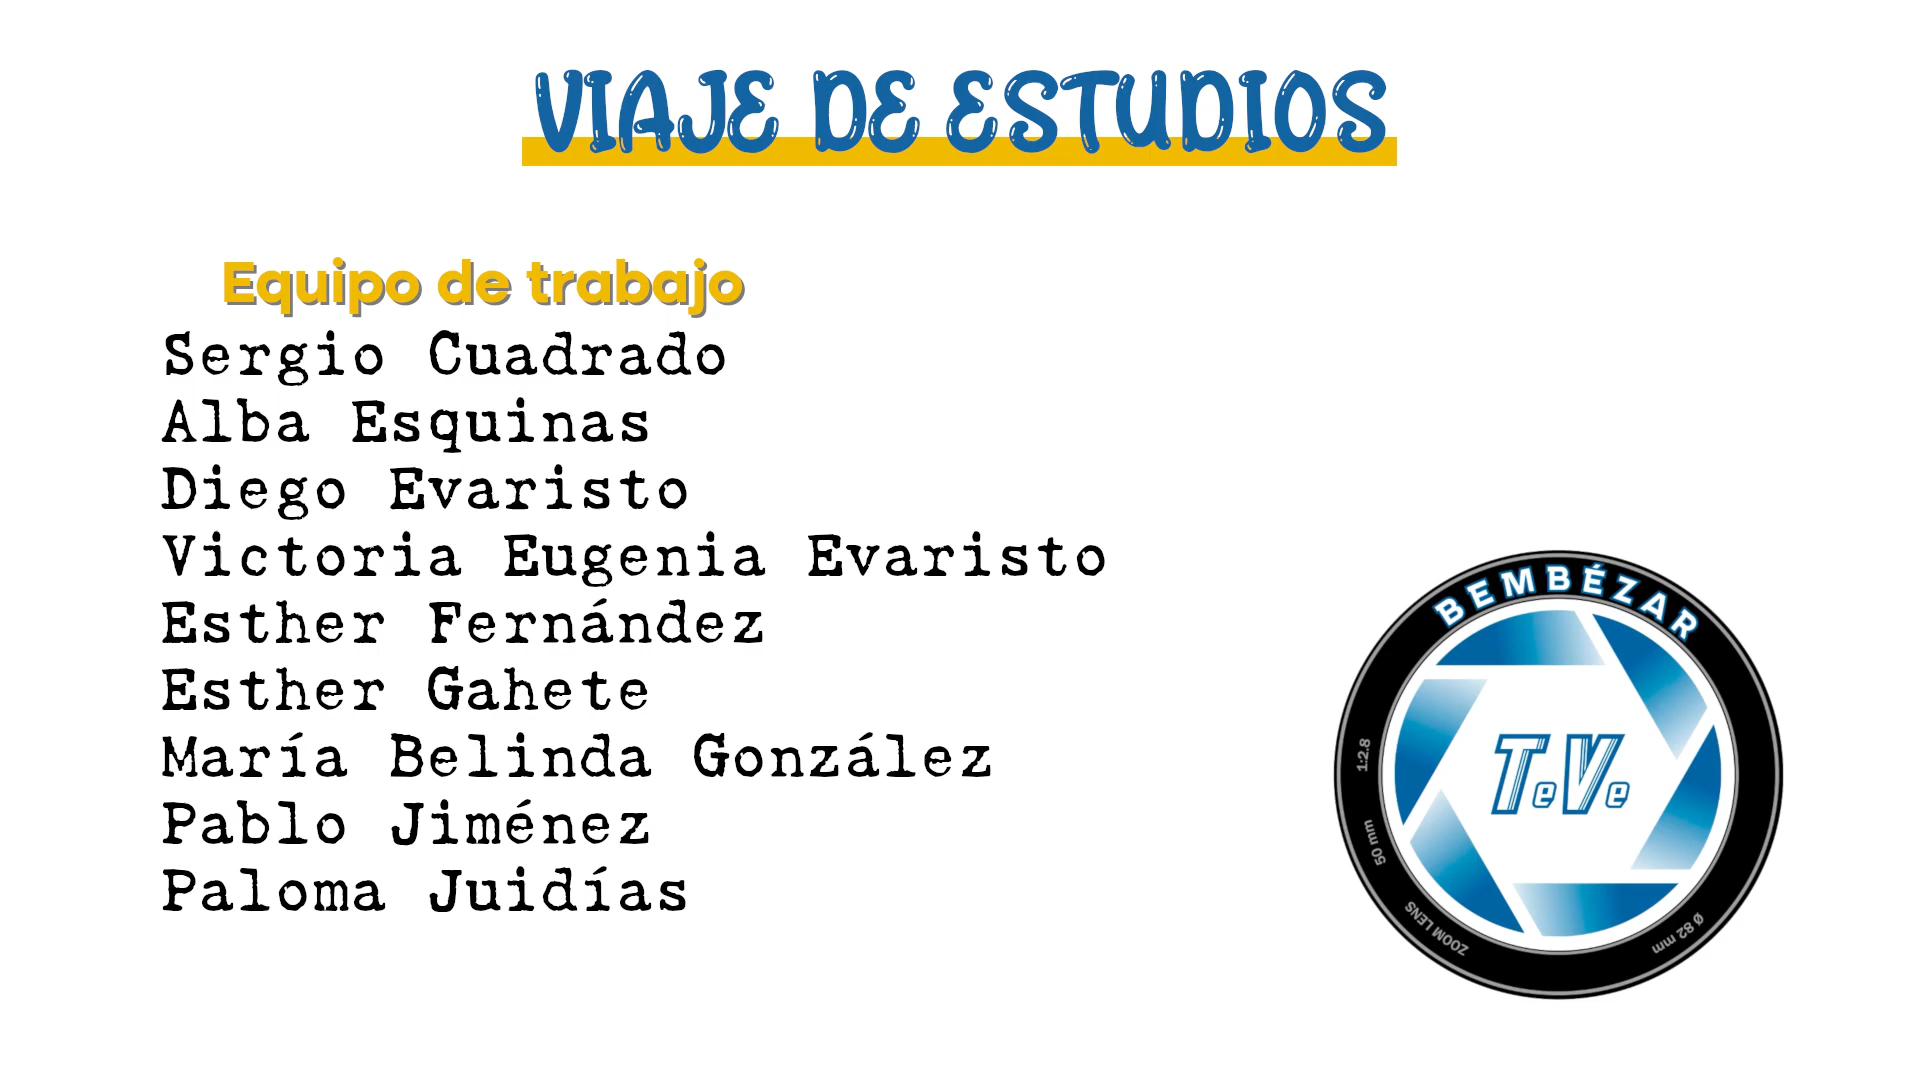 VIAJE DE ESTUDIOS
Equipo de trabajo
Sergio Cuadrado
Alba Esquinas
Diego Evaristo
Victoria Eugenia Evaristo
Esther Fernández
Esther Gahete
María Belinda González
Pablo Jiménez
Paloma Juidías
BEMBÉZAR
TeVe
1:2.8
50 mm
ZOOM LENS
Ø 82 mm